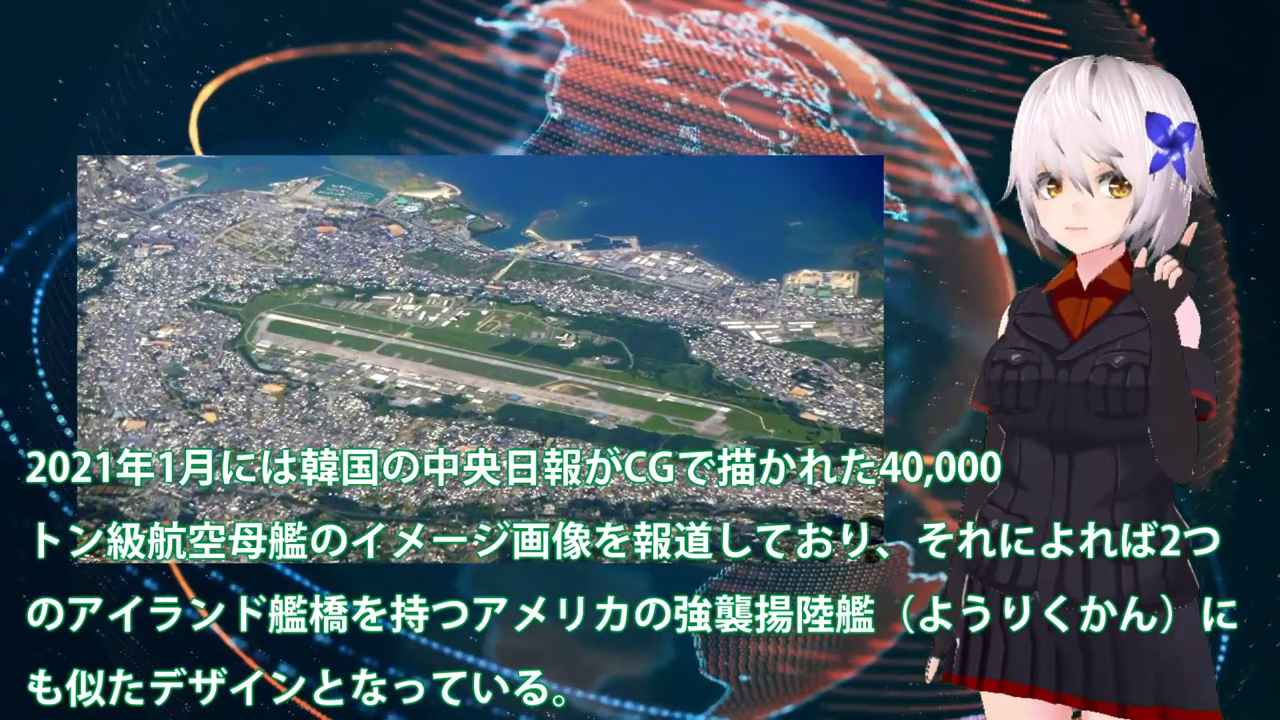 2021年1月には韓国の中央日報がCGで描かれた40,000
トン級航空母艦のイメージ画像を報道しており、それによれば2つ
のアイランド艦橋を持つアメリカの強襲揚陸艦（ようりくかん）に
も似たデザインとなっている。